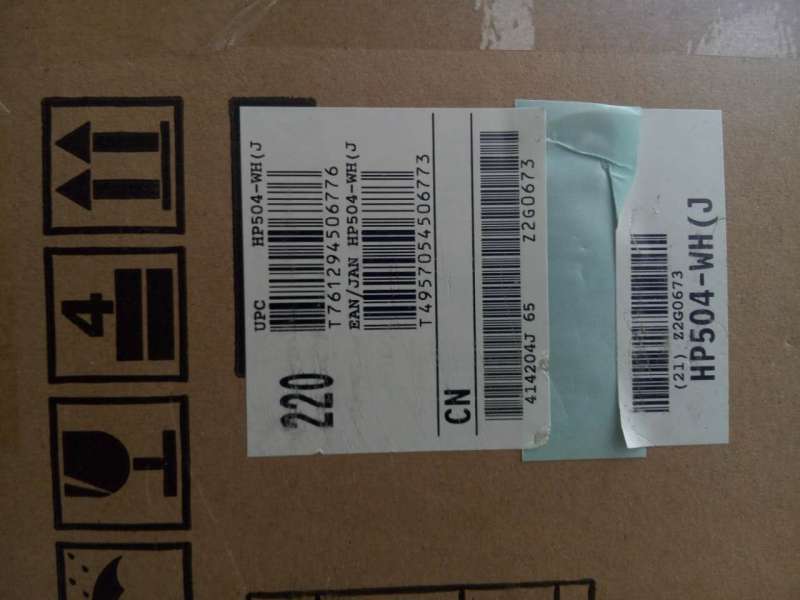 4
UPC HP504-WH(J
T761294506776
EAN/JAN HP504-WH(J
T4957054506773
220
CN
414204J 65 Z2G0673
(21) Z2G0673
HP504-WH(J